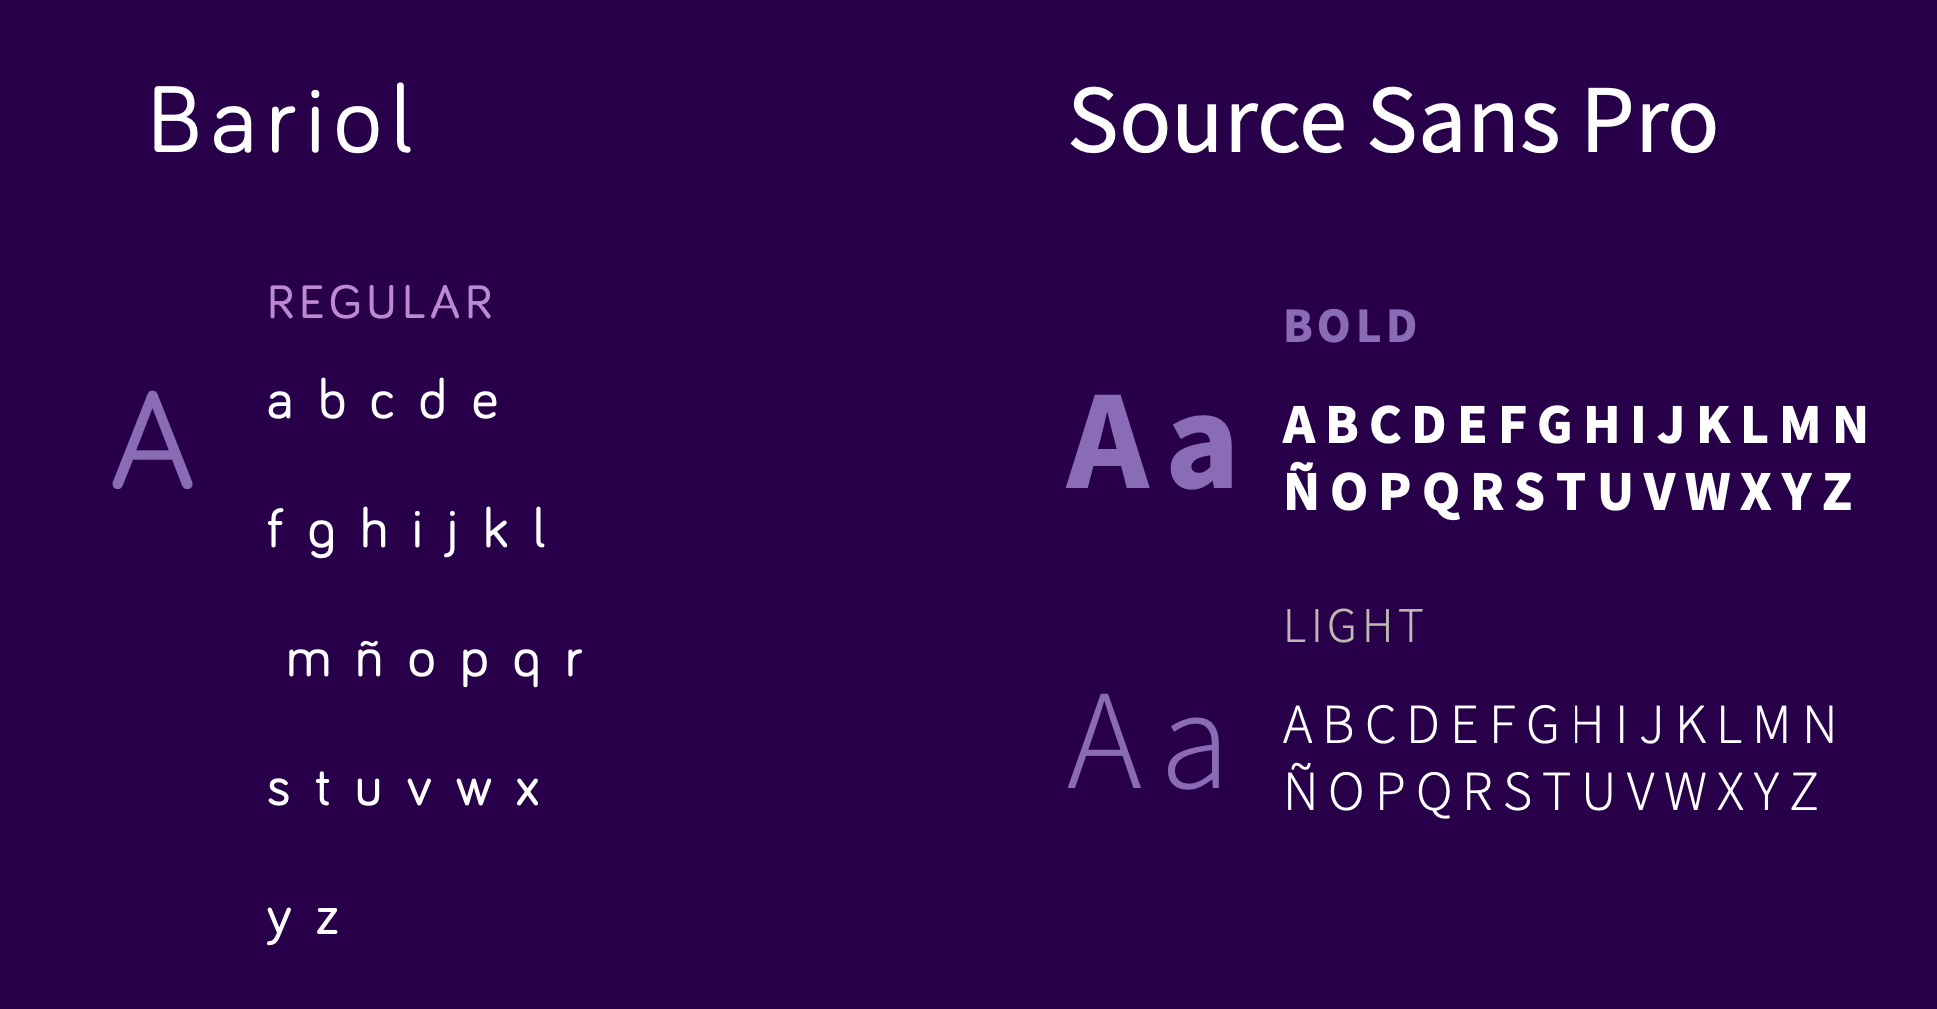 Bariol
REGULAR
A
a b c d e
f g h i j k l
m ñ o p q r
s t u v w x
y z
Source Sans Pro
BOLD
Aa
ABCDEFGHIJKLMN
ÑOPQRSTUVWXYZ
LIGHT
Aa
ABCDEFGHIJKLMN
ÑOPQRSTUVWXYZ